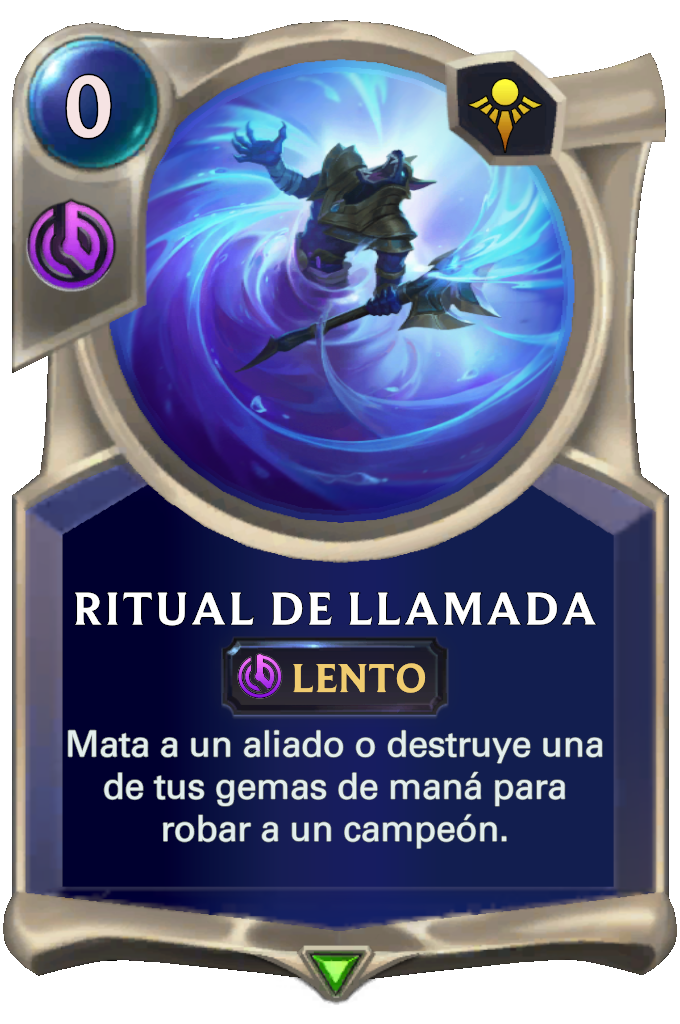 0
RITUAL DE LLAMADA
LENTO
Mata a un aliado o destruye una
de tus gemas de maná para
robar a un campeón.